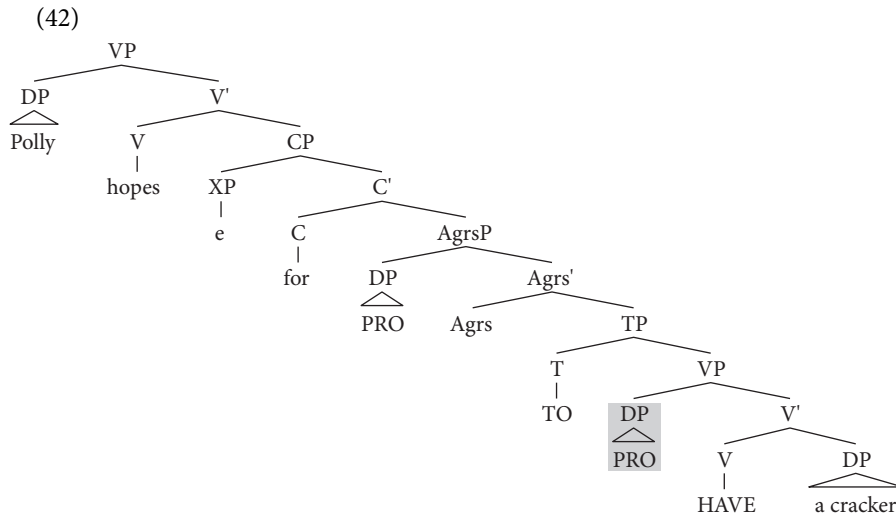 (42)
VP
DP V'
Polly V CP
hopes XP C'
e C AgrsP
for DP Agrs'
PRO Agrs TP
T VP
TO DP V'
PRO V DP
HAVE a cracker